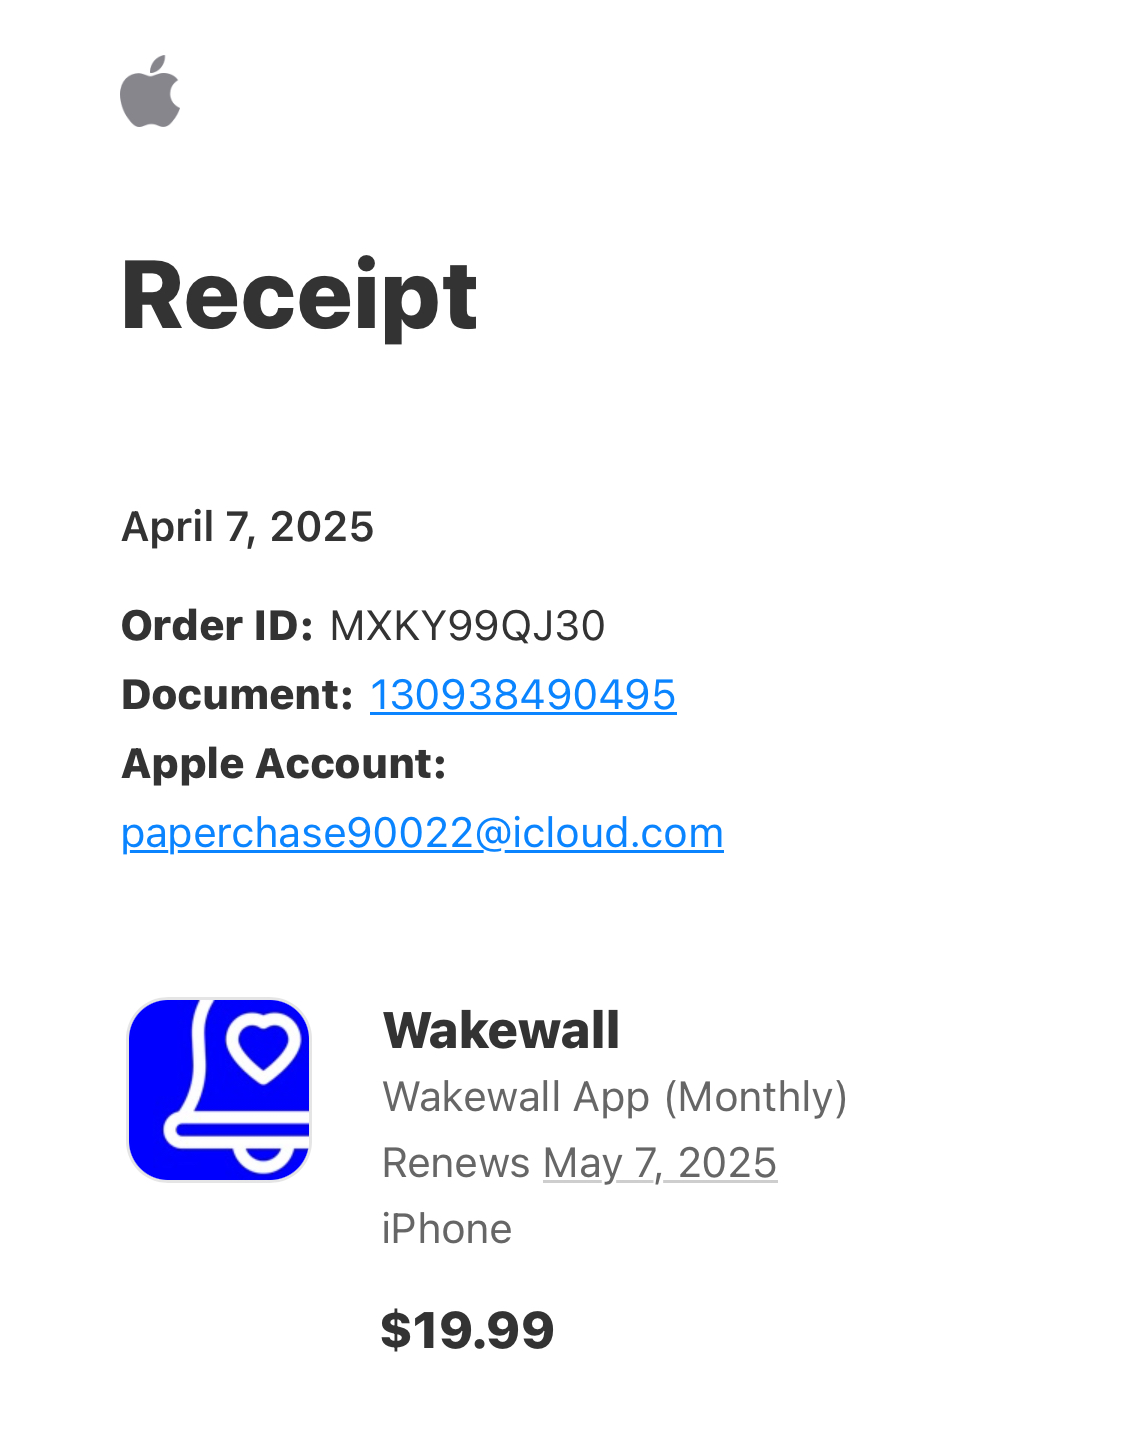 Receipt
April 7, 2025
Order ID: MXKY99QJ30
Document: 130938490495
Apple Account:
paperchase90022@icloud.com
Wakewall
Wakewall App (Monthly)
Renews May 7, 2025
iPhone
$19.99